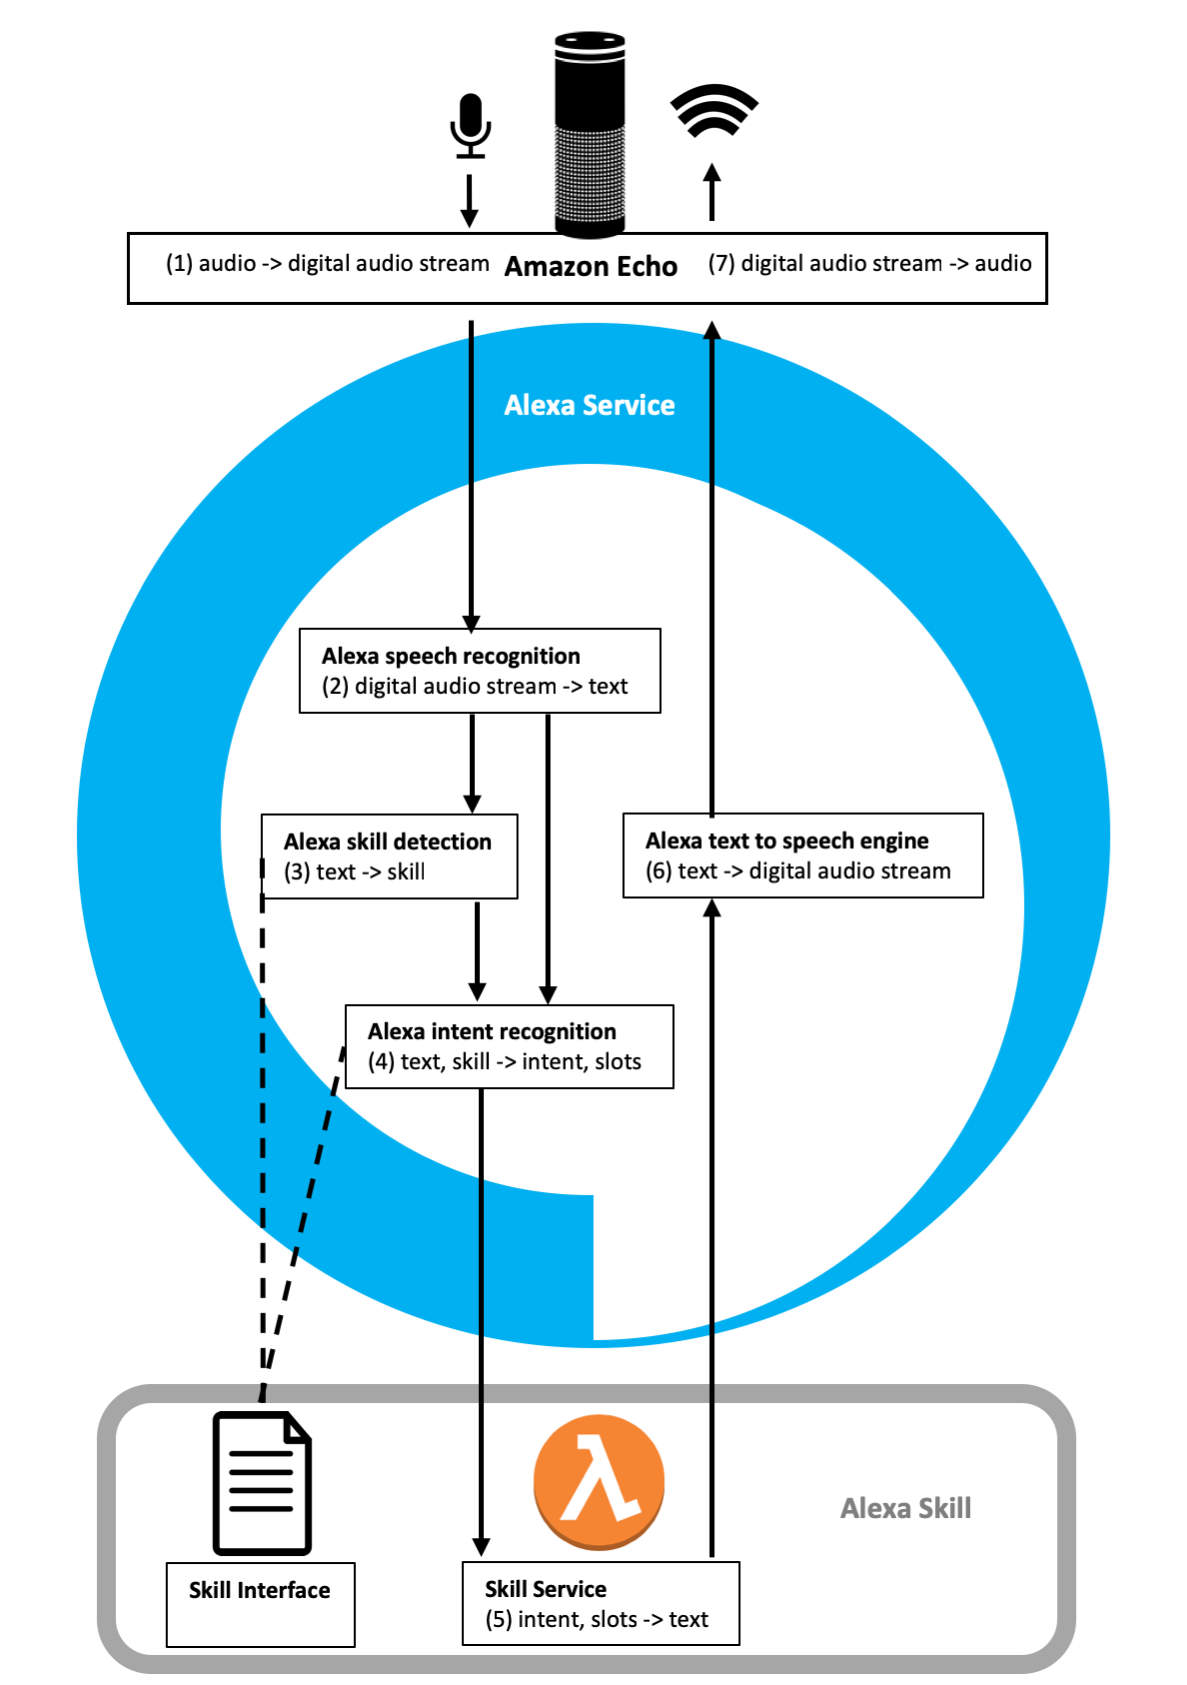 (1) audio -> digital audio stream Amazon Echo (7) digital audio stream -> audio
Alexa Service
Alexa speech recognition
(2) digital audio stream -> text
Alexa skill detection
(3) text -> skill
Alexa text to speech engine
(6) text -> digital audio stream
Alexa intent recognition
(4) text, skill -> intent, slots
Alexa Skill
Skill Interface
Skill Service
(5) intent, slots -> text